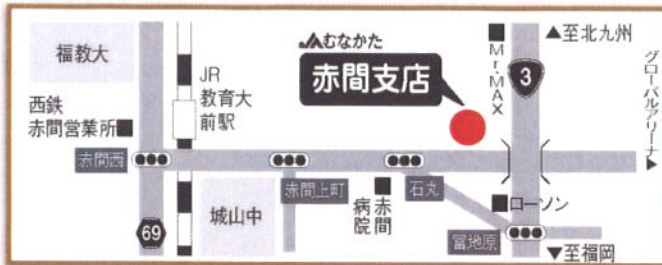 福教大
西鉄
赤間営業所
JR
教育大
前駅
JAむなかた
赤間支店
Mr.MAX
3
▲至北九州
グローバルアリーナ▶
赤間西
赤間上町
石丸
69
城山中
赤間
病院
ローソン
冨地原
▼至福岡